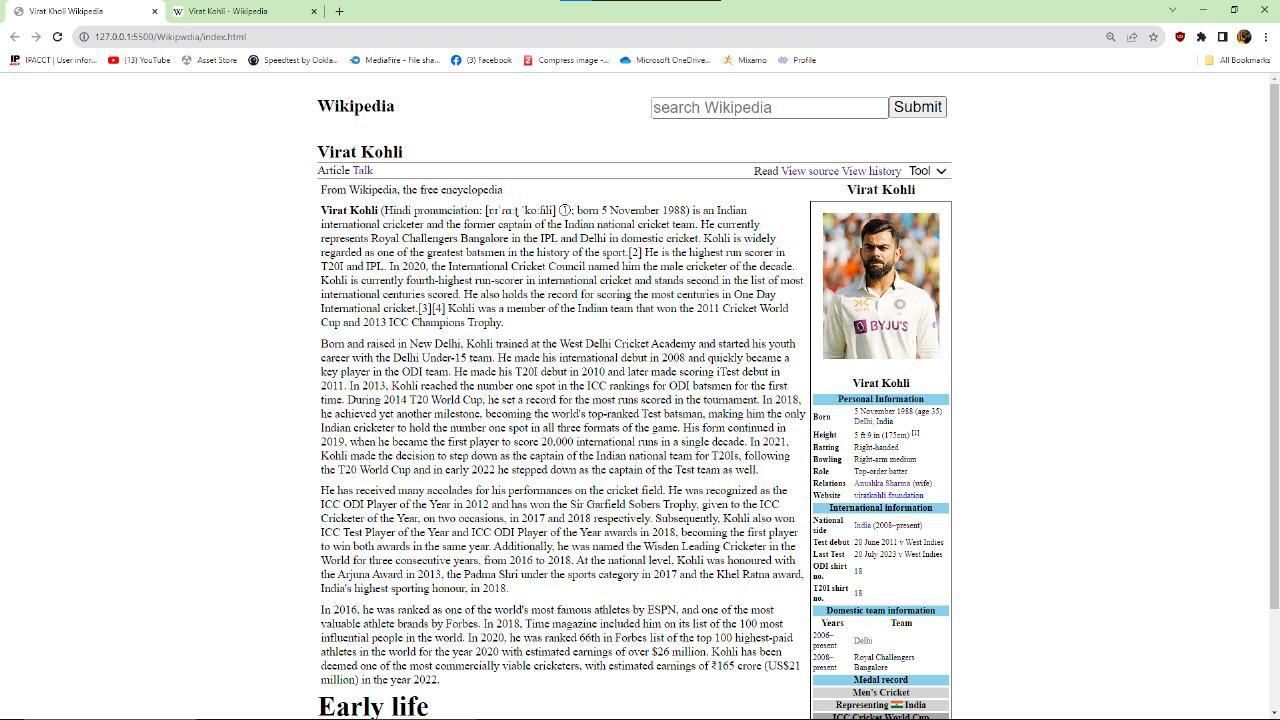 Virat Kholi Wikipedia
Virat Kohli - Wikipedia
127.0.0.1:5500/Wikipwdia/index.html
IPACCT | User infor...
(13) YouTube
Asset Store
Speedtest by Ookla...
MediaFire - File sha...
(3) Facebook
Compress image -...
Microsoft OneDrive...
Mixamo
Profile
All Bookmarks
Wikipedia
search Wikipedia
Submit
Virat Kohli
Article Talk
Read View source View history Tool
From Wikipedia, the free encyclopedia
Virat Kohli (Hindi pronunciation: born 5 November 1988) is an Indian
international cricketer and the former captain of the Indian national cricket team. He currently
represents Royal Challengers Bangalore in the IPL and Delhi in domestic cricket. Kohli is widely
regarded as one of the greatest batsmen in the history of the sport.[2] He is the highest run scorer in
T20I and IPL. In 2020, the International Cricket Council named him the male cricketer of the decade.
Kohli is currently fourth-highest run-scorer in international cricket and stands second in the list of most
international centuries scored. He also holds the record for scoring the most centuries in One Day
International cricket.[3][4] Kohli was a member of the Indian team that won the 2011 Cricket World
Cup and 2013 ICC Champions Trophy.
Born and raised in New Delhi, Kohli trained at the West Delhi Cricket Academy and started his youth
career with the Delhi Under-15 team. He made his international debut in 2008 and quickly became a
key player in the ODI team. He made his T20I debut in 2010 and later made scoring iTest debut in
2011. In 2013, Kohli reached the number one spot in the ICC rankings for ODI batsmen for the first
time. During 2014 T20 World Cup, he set a record for the most runs scored in the tournament. In 2018,
he achieved yet another milestone, becoming the world's top-ranked Test batsman, making him the only
Indian cricketer to hold the number one spot in all three formats of the game. His form continued in
2019, when he became the first player to score 20,000 international runs in a single decade. In 2021,
Kohli made the decision to step down as the captain of the Indian national team for T20Is, following
the T20 World Cup and in early 2022 he stepped down as the captain of the Test team as well.
He has received many accolades for his performances on the cricket field. He was recognized as the
ICC ODI Player of the Year in 2012 and has won the Sir Garfield Sobers Trophy, given to the ICC
Cricketer of the Year, on two occasions, in 2017 and 2018 respectively. Subsequently, Kohli also won
ICC Test Player of the Year and ICC ODI Player of the Year awards in 2018, becoming the first player
to win both awards in the same year. Additionally, he was named the Wisden Leading Cricketer in the
World for three consecutive years, from 2016 to 2018. At the national level, Kohli was honoured with
the Arjuna Award in 2013, the Padma Shri under the sports category in 2017 and the Khel Ratna award,
India's highest sporting honour, in 2018.
In 2016, he was ranked as one of the world's most famous athletes by ESPN, and one of the most
valuable athlete brands by Forbes. In 2018, Time magazine included him on its list of the 100 most
influential people in the world. In 2020, he was ranked 66th in Forbes list of the top 100 highest-paid
athletes in the world for the year 2020 with estimated earnings of over $26 million. Kohli has been
deemed one of the most commercially viable cricketers, with estimated earnings of ₹165 crore (US$21
million) in the year 2022.
Early life
Virat Kohli
BYJU'S
Virat Kohli
Personal Information
Born 5 November 1988 (age 35)
Delhi, India
Height 5 ft 9 in (175cm) [1]
Batting Right-handed
Bowling Right-arm medium
Role Top-order batter
Relations Anushka Sharma (wife)
Website viratkohli.foundation
International information
National
side India (2008–present)
Test debut 20 June 2011 v West Indies
Last Test 20 July 2023 v West Indies
ODI shirt
no. 18
T20I shirt
no. 18
Domestic team information
Years Team
2006–
present Delhi
2008– Royal Challengers
present Bangalore
Medal record
Men's Cricket
Representing India
ICC Cricket World Cup